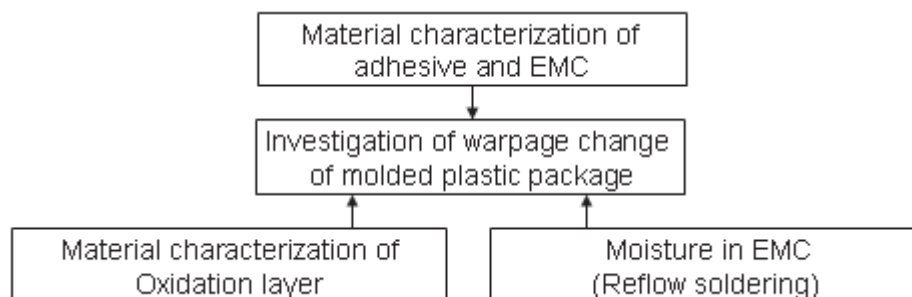 Material characterization of
adhesive and EMC
Investigation of warpage change
of molded plastic package
Material characterization of
Oxidation layer
Moisture in EMC
(Reflow soldering)